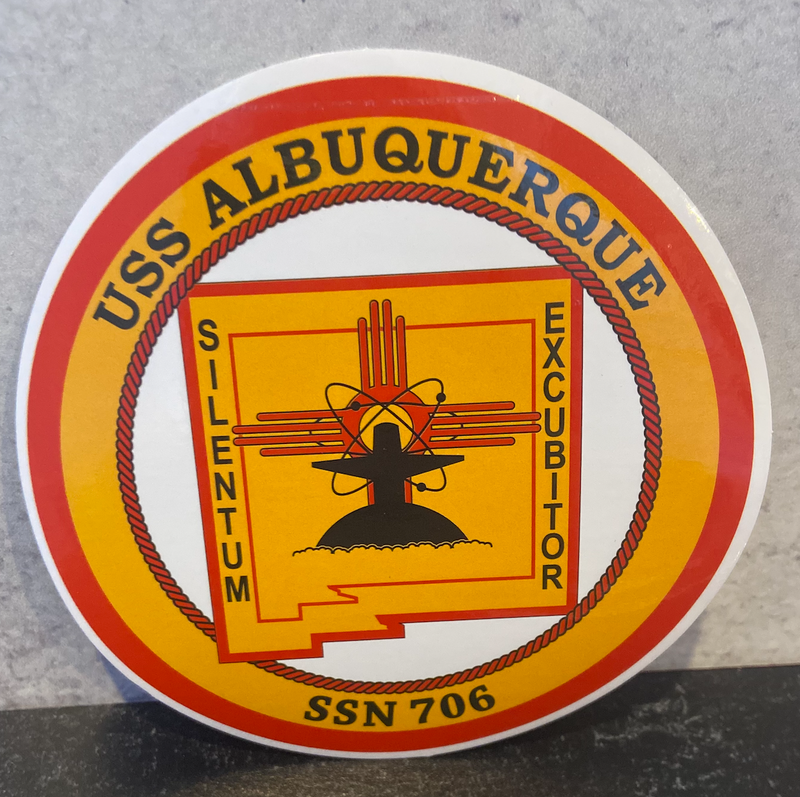 USS ALBUQUERQUE
SILENTUM
EXCUBITOR
SSN 706